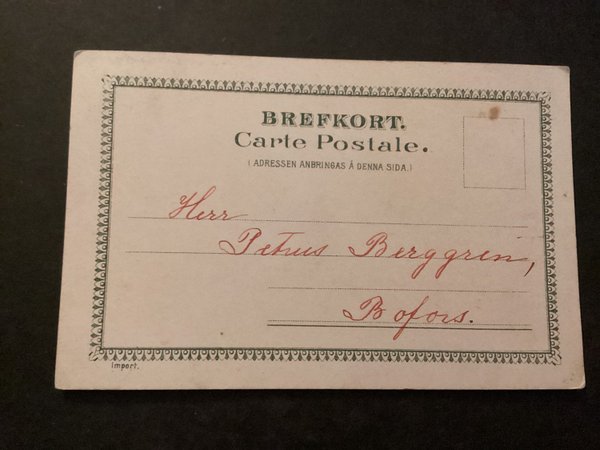 BREFKORT.
Carte Postale.
(ADRESSEN ANBRINGAS Å DENNA SIDA.)
Herr
Petrus Berggren,
Bofors.
Import.